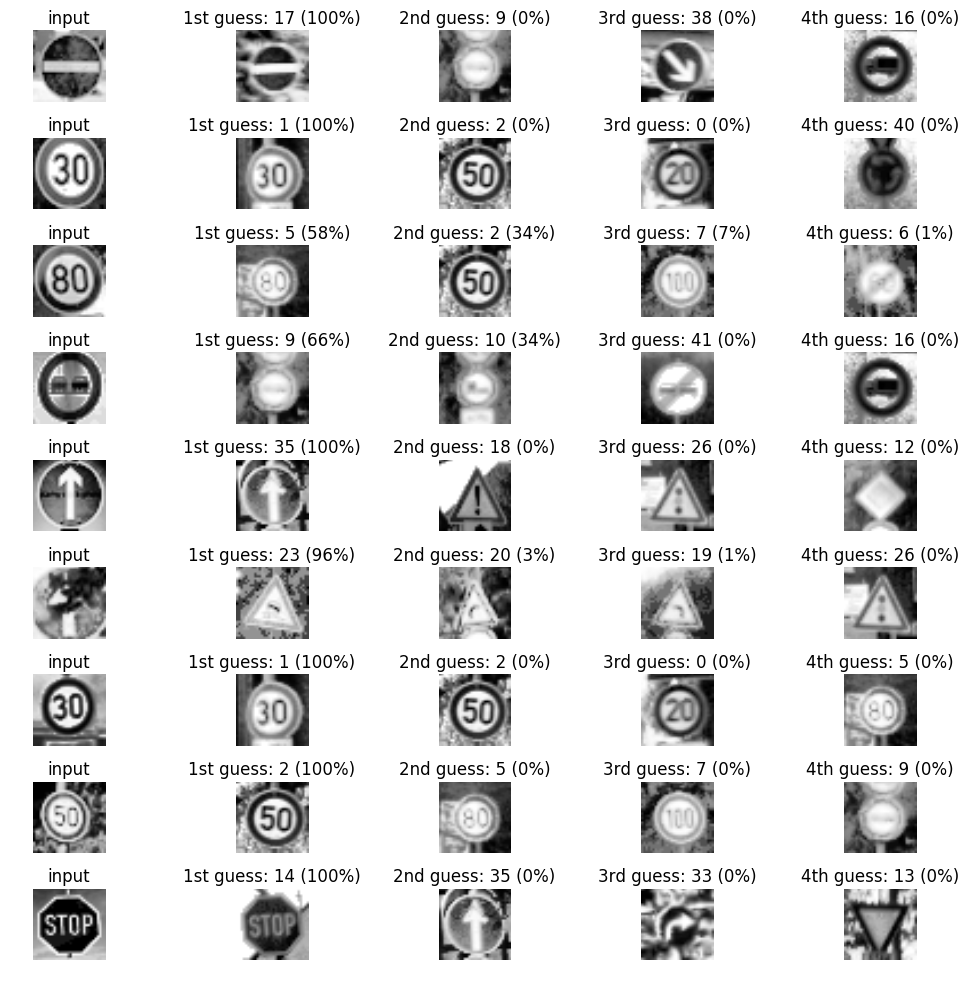 input 1st guess: 17 (100%) 2nd guess: 9 (0%) 3rd guess: 38 (0%) 4th guess: 16 (0%)
input 1st guess: 1 (100%) 2nd guess: 2 (0%) 3rd guess: 0 (0%) 4th guess: 40 (0%)
30 30 50 20
input 1st guess: 5 (58%) 2nd guess: 2 (34%) 3rd guess: 7 (7%) 4th guess: 6 (1%)
80 80 50 100
input 1st guess: 9 (66%) 2nd guess: 10 (34%) 3rd guess: 41 (0%) 4th guess: 16 (0%)
input 1st guess: 35 (100%) 2nd guess: 18 (0%) 3rd guess: 26 (0%) 4th guess: 12 (0%)
input 1st guess: 23 (96%) 2nd guess: 20 (3%) 3rd guess: 19 (1%) 4th guess: 26 (0%)
input 1st guess: 1 (100%) 2nd guess: 2 (0%) 3rd guess: 0 (0%) 4th guess: 5 (0%)
30 30 50 20 80
input 1st guess: 2 (100%) 2nd guess: 5 (0%) 3rd guess: 7 (0%) 4th guess: 9 (0%)
50 50 80 100
input 1st guess: 14 (100%) 2nd guess: 35 (0%) 3rd guess: 33 (0%) 4th guess: 13 (0%)
STOP STOP